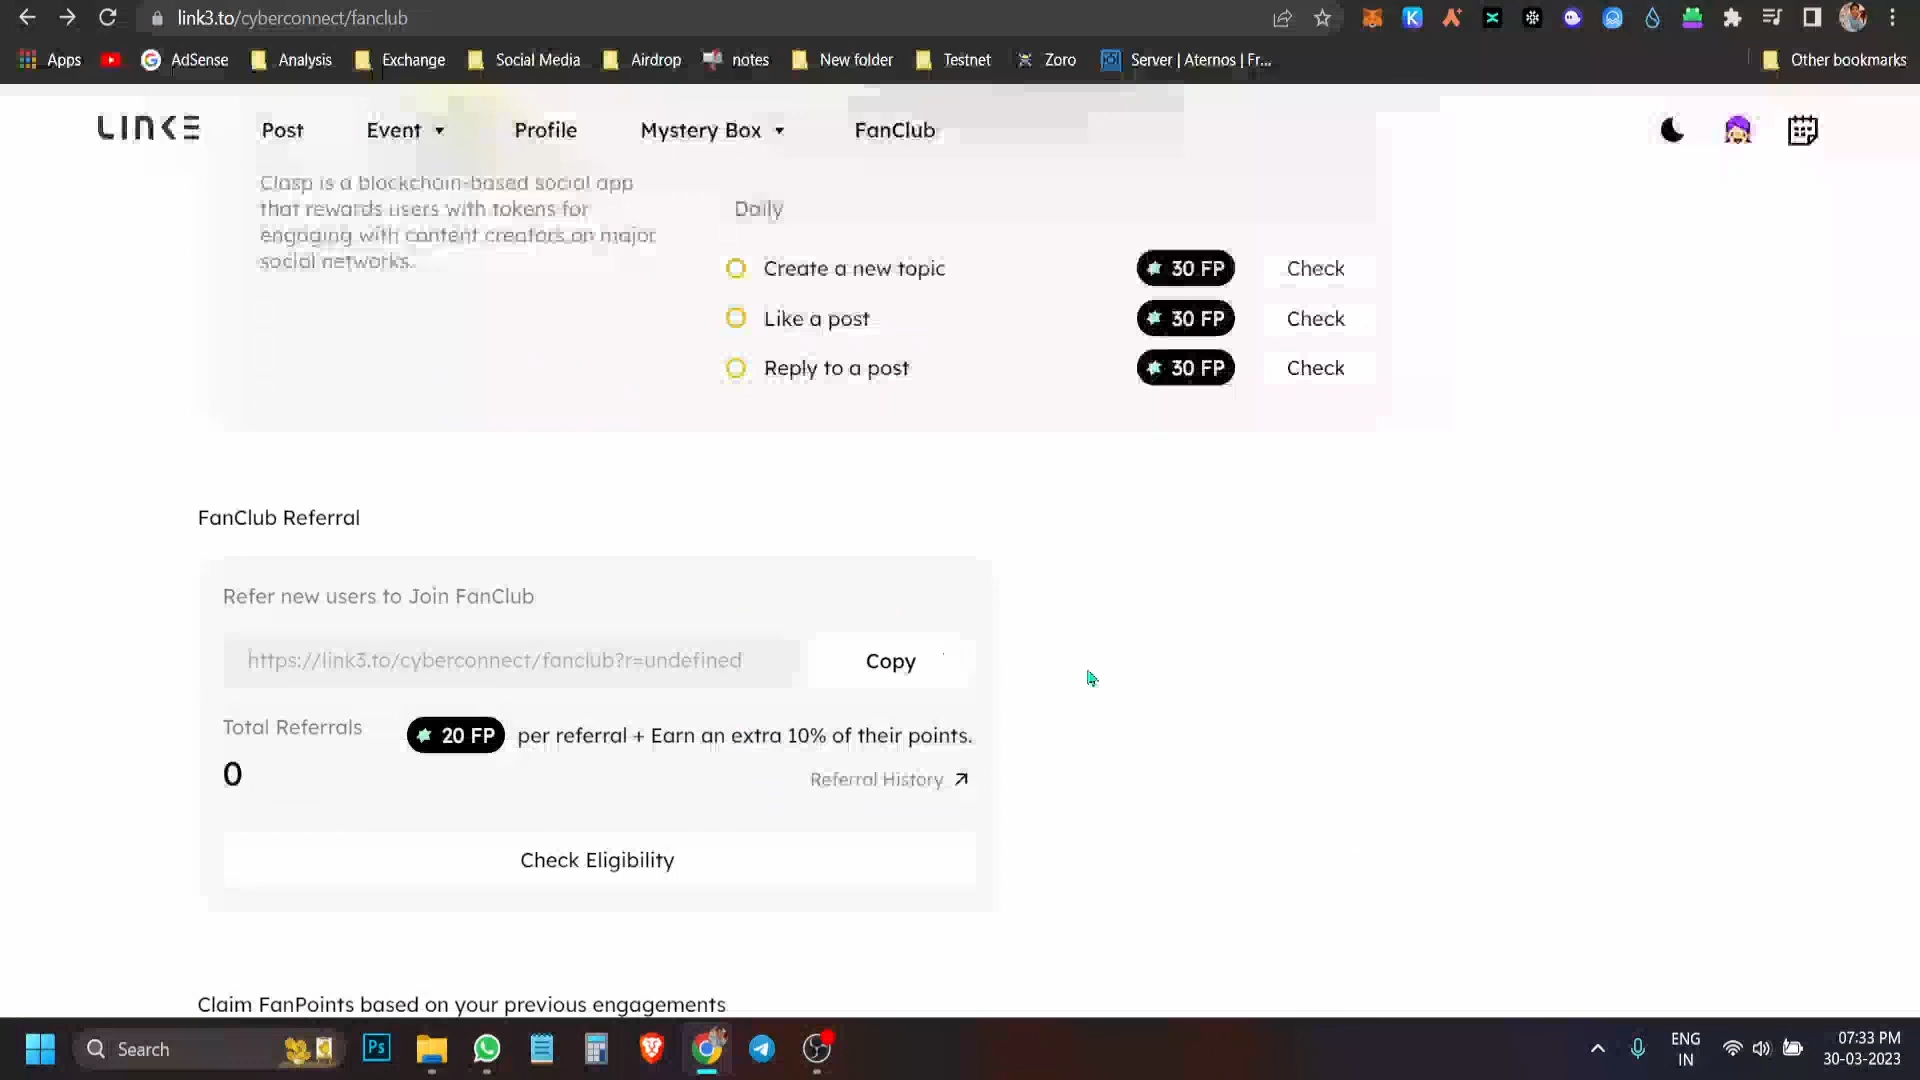 link3.to/cyberconnect/fanclub
Apps AdSense Analysis Exchange Social Media Airdrop notes New folder Testnet Zoro Server | Aternos | Fr... Other bookmarks
LINKE Post Event Profile Mystery Box FanClub
Clasp is a blockchain-based social app
that rewards users with tokens for
engaging with content creators on major
social networks.
Daily
Create a new topic 30 FP Check
Like a post 30 FP Check
Reply to a post 30 FP Check
FanClub Referral
Refer new users to Join FanClub
https://link3.to/cyberconnect/fanclub?r=undefined Copy
Total Referrals 20 FP per referral + Earn an extra 10% of their points.
0
Referral History
Check Eligibility
Claim FanPoints based on your previous engagements
Search Ps ENG 07:33 PM
IN 30-03-2023